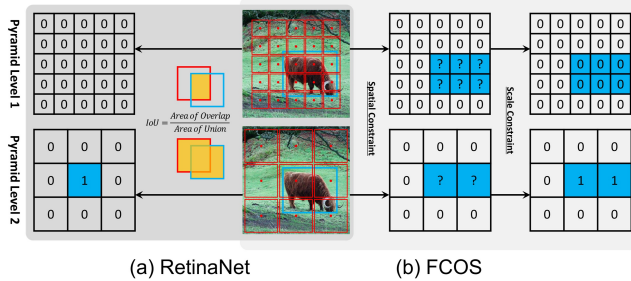 Pyramid Level 1
0 0 0 0 0
0 0 0 0 0
0 0 0 0 0
0 0 0 0 0
0 0 0 0 0
Pyramid Level 2
0 0 0
0 1 0
0 0 0
IoU = Area of Overlap
Area of Union
Spatial Constraint
0 0 0 0 0
0 0 0 0 0
0 0 ? ? ?
0 0 ? ? ?
0 0 0 0 0
0 0 0
0 ? ?
0 0 0
Scale Constraint
0 0 0 0 0
0 0 0 0 0
0 0 0 0 0
0 0 0 0 0
0 0 0 0 0
0 0 0
0 1 1
0 0 0
(a) RetinaNet
(b) FCOS